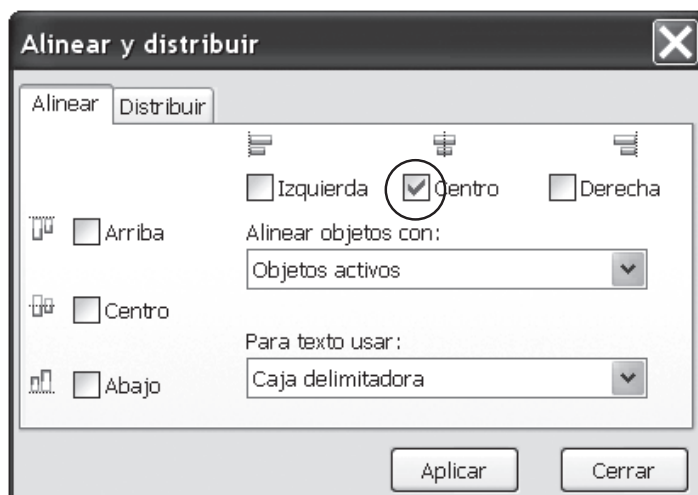 Alinear y distribuir
Alinear Distribuir
Izquierda Centro Derecha
Arriba
Alinear objetos con:
Objetos activos
Centro
Para texto usar:
Caja delimitadora
Abajo
Aplicar Cerrar